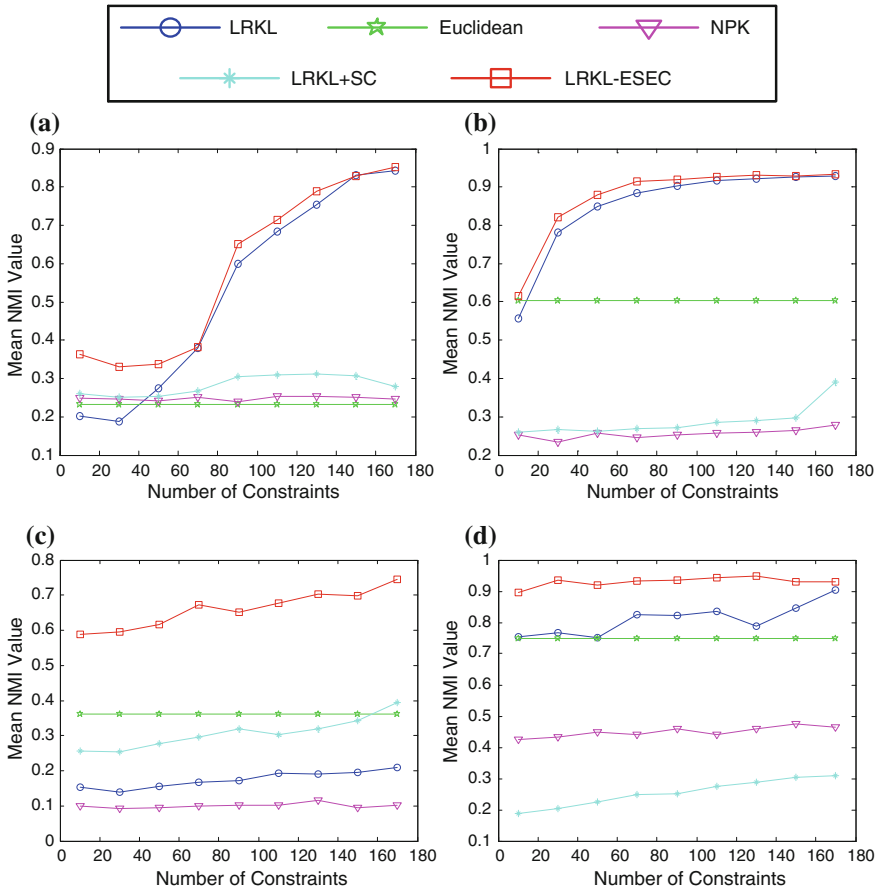 LRKL Euclidean NPK
LRKL+SC LRKL-ESEC
(a) (b)
0.9
0.8
0.7
0.6
0.5
0.4
0.3
0.2
0.1
0 20 40 60 80 100 120 140 160 180
Number of Constraints
Mean NMI Value
1
0.9
0.8
0.7
0.6
0.5
0.4
0.3
0.2
0 20 40 60 80 100 120 140 160 180
Number of Constraints
Mean NMI Value
(c) (d)
0.8
0.7
0.6
0.5
0.4
0.3
0.2
0.1
0
0 20 40 60 80 100 120 140 160 180
Number of Constraints
Mean NMI Value
1
0.9
0.8
0.7
0.6
0.5
0.4
0.3
0.2
0.1
0 20 40 60 80 100 120 140 160 180
Number of Constraints
Mean NMI Value